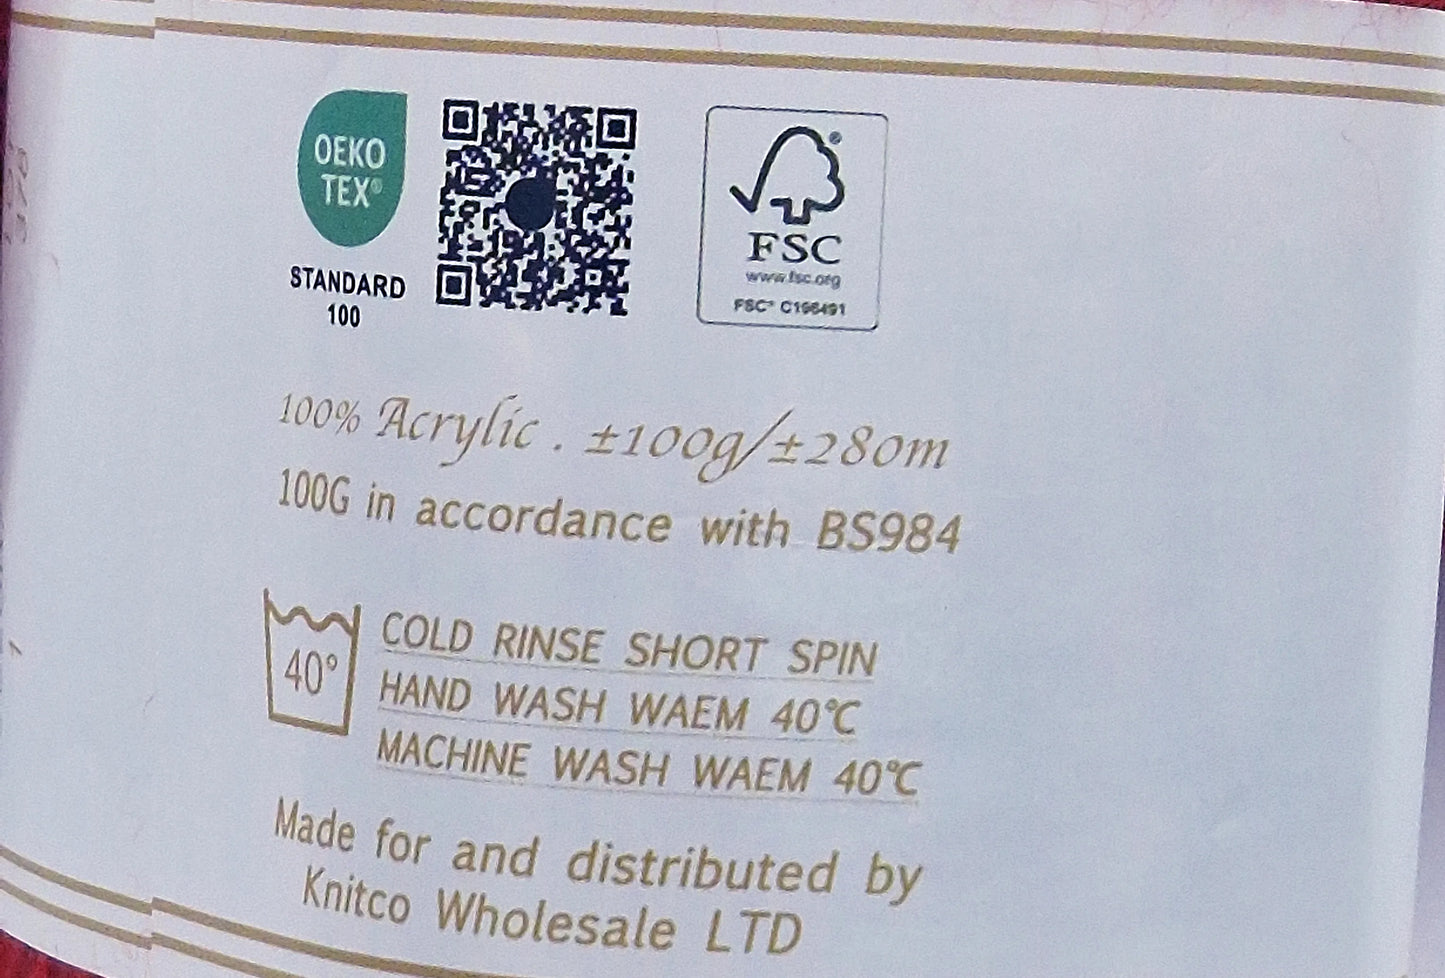 OEKO
TEX®
STANDARD
100
FSC
www.fsc.org
FSC® C196491
100% Acrylic . ±100g/±280m
100G in accordance with BS984
40°
COLD RINSE SHORT SPIN
HAND WASH WAEM 40℃
MACHINE WASH WAEM 40℃
Made for and distributed by
Knitco Wholesale LTD